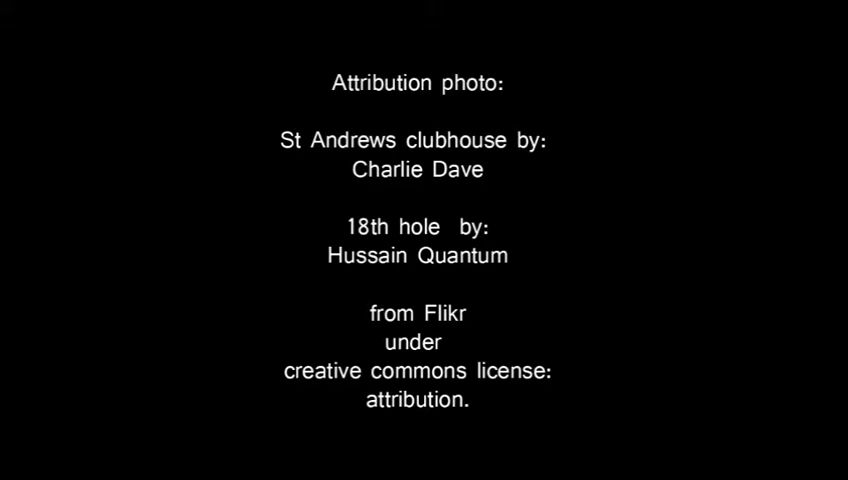 Attribution photo:
St Andrews clubhouse by:
Charlie Dave
18th hole by:
Hussain Quantum
from Flikr
under
creative commons license:
attribution.